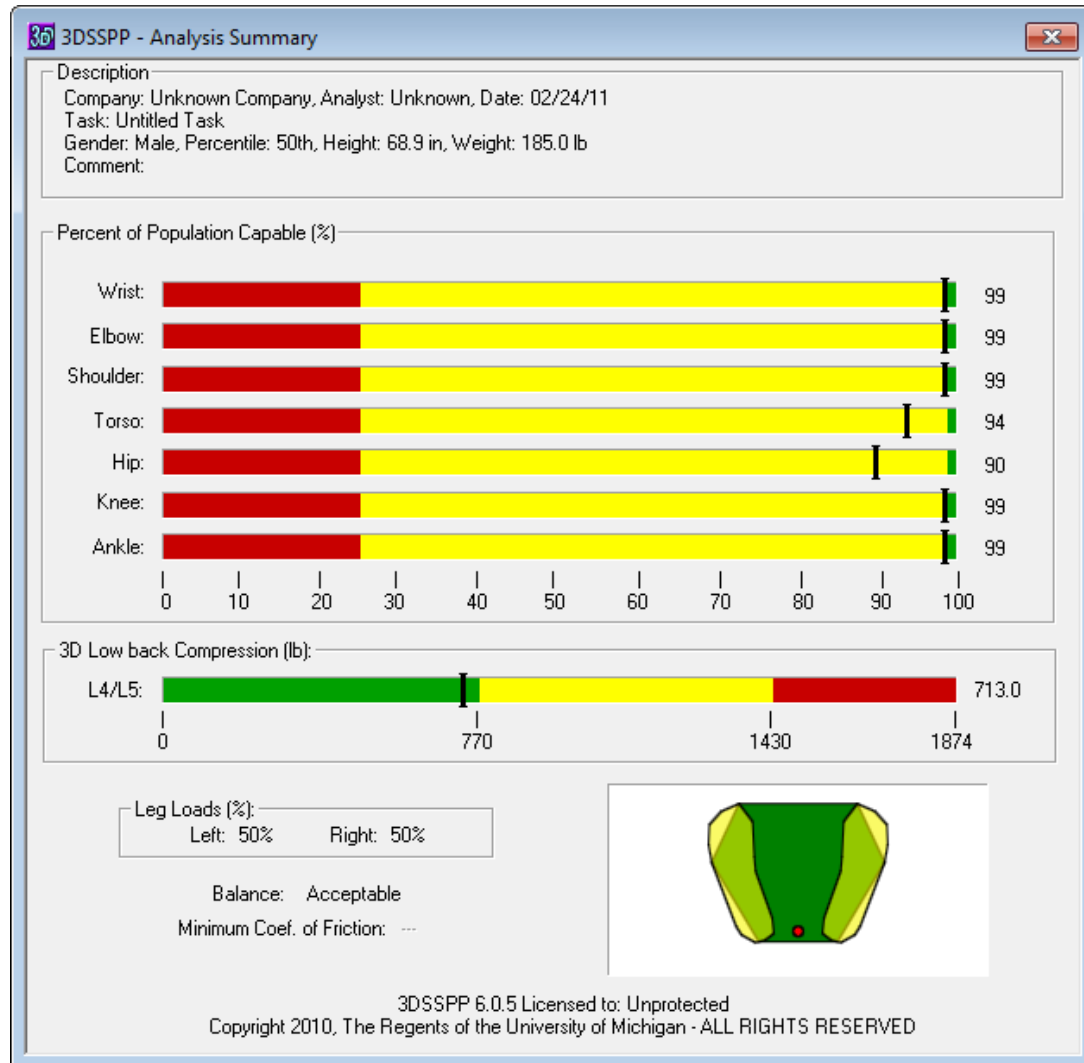 3D 3DSSPP - Analysis Summary
Description
Company: Unknown Company, Analyst: Unknown, Date: 02/24/11
Task: Untitled Task
Gender: Male, Percentile: 50th, Height: 68.9 in, Weight: 185.0 lb
Comment:
Percent of Population Capable (%)
Wrist: 99
Elbow: 99
Shoulder: 99
Torso: 94
Hip: 90
Knee: 99
Ankle: 99
0 10 20 30 40 50 60 70 80 90 100
3D Low back Compression (lb):
L4/L5: 713.0
0 770 1430 1874
Leg Loads (%):
Left: 50% Right: 50%
Balance: Acceptable
Minimum Coef. of Friction: ---
3DSSPP 6.0.5 Licensed to: Unprotected
Copyright 2010, The Regents of the University of Michigan - ALL RIGHTS RESERVED